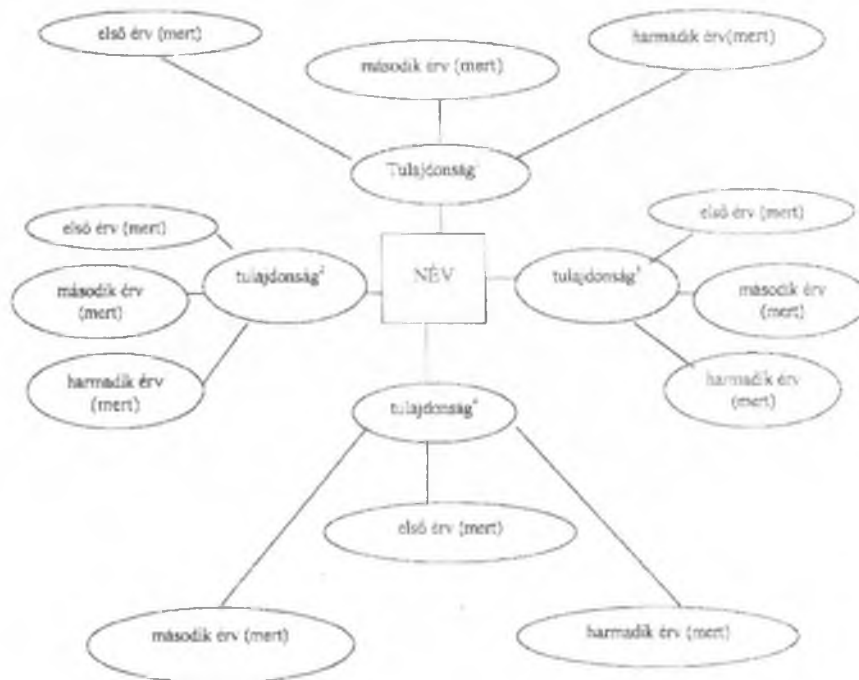 első érv (mert)
második érv (mert)
harmadik érv(mert)
Tulajdonság
első érv (mert)
második érv
(mert)
harmadik érv
(mert)
tulajdonság²
NÉV
tulajdonság³
első érv (mert)
második érv
(mert)
harmadik érv
(mert)
tulajdonság⁴
első érv (mert)
második érv (mert)
harmadik érv (mert)